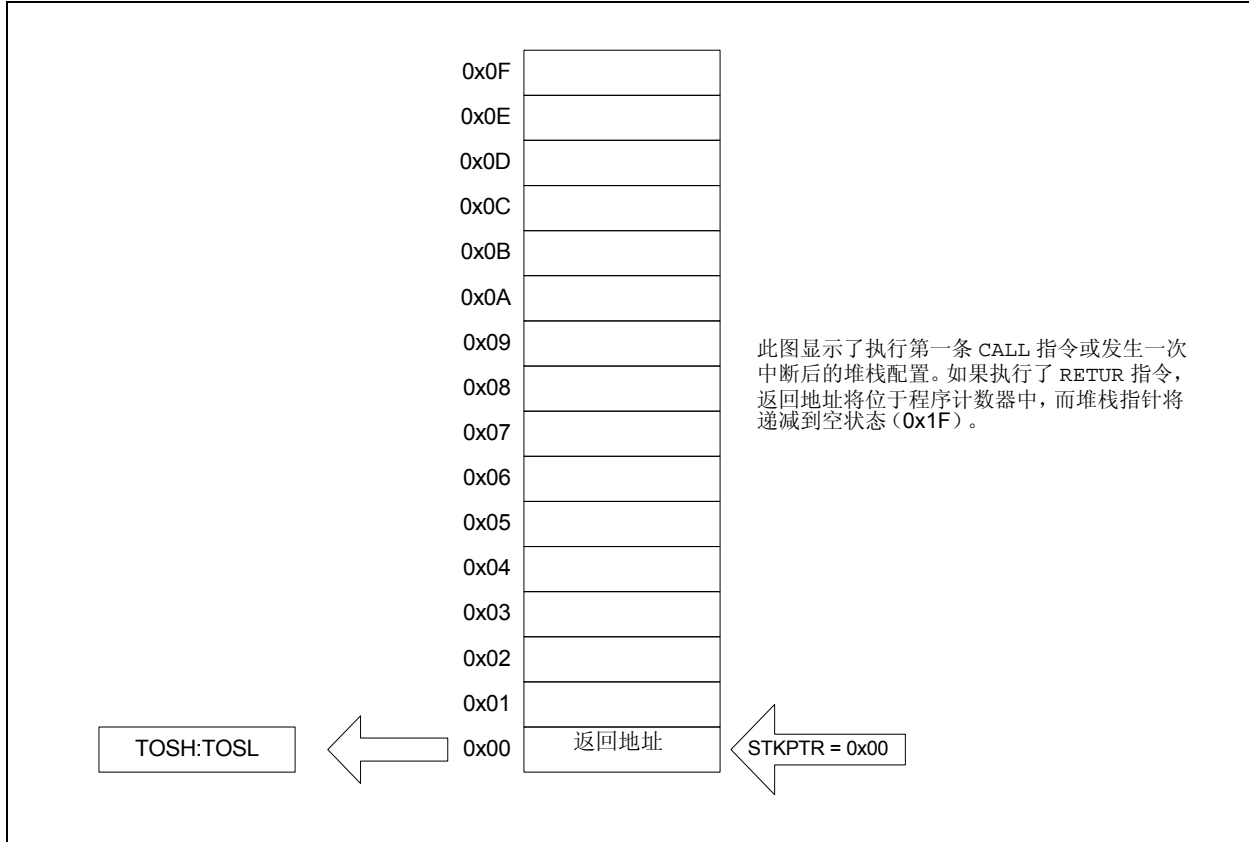 0x0F
0x0E
0x0D
0x0C
0x0B
0x0A
0x09
此图显示了执行第一条 CALL 指令或发生一次
中断后的堆栈配置。如果执行了 RETUR 指令,
返回地址将位于程序计数器中,而堆栈指针将
递减到空状态(0x1F)。
0x08
0x07
0x06
0x05
0x04
0x03
0x02
0x01
TOSH:TOSL
0x00
返回地址
STKPTR = 0x00